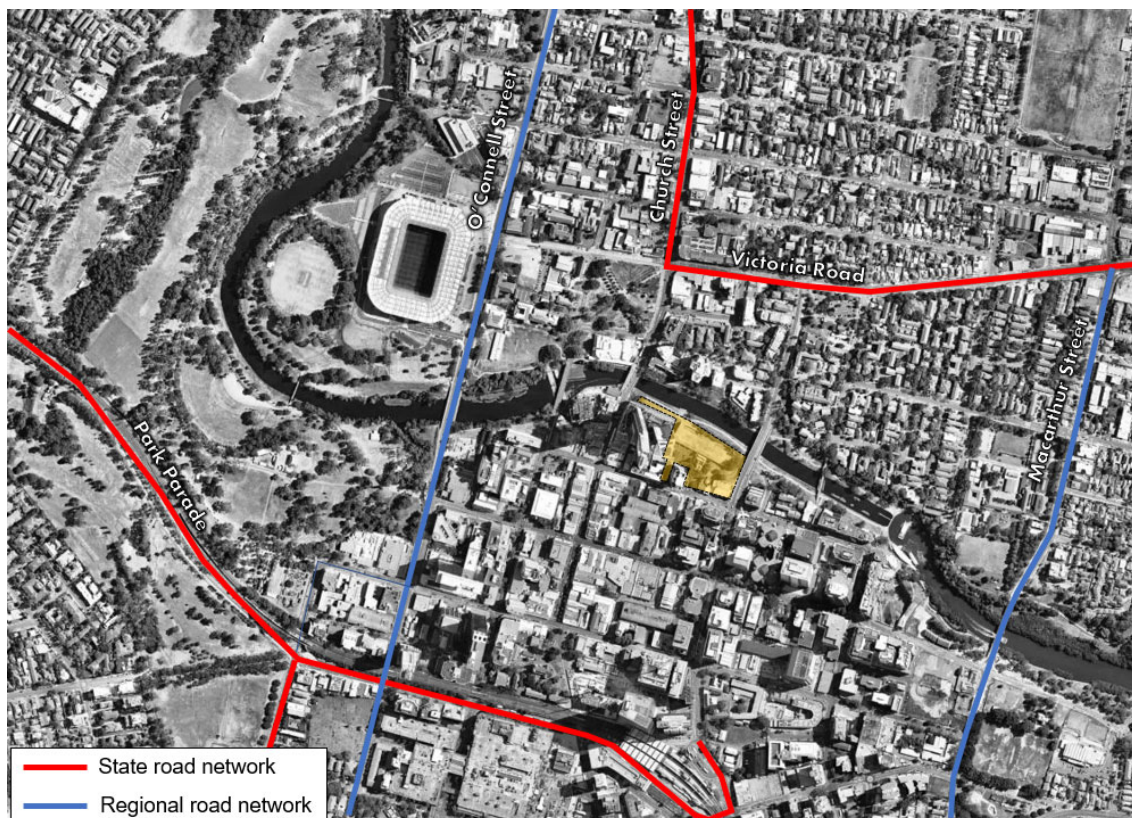 O'Connell Street
Church Street
Victoria Road
Macarthur Street
Park Parade
State road network
Regional road network